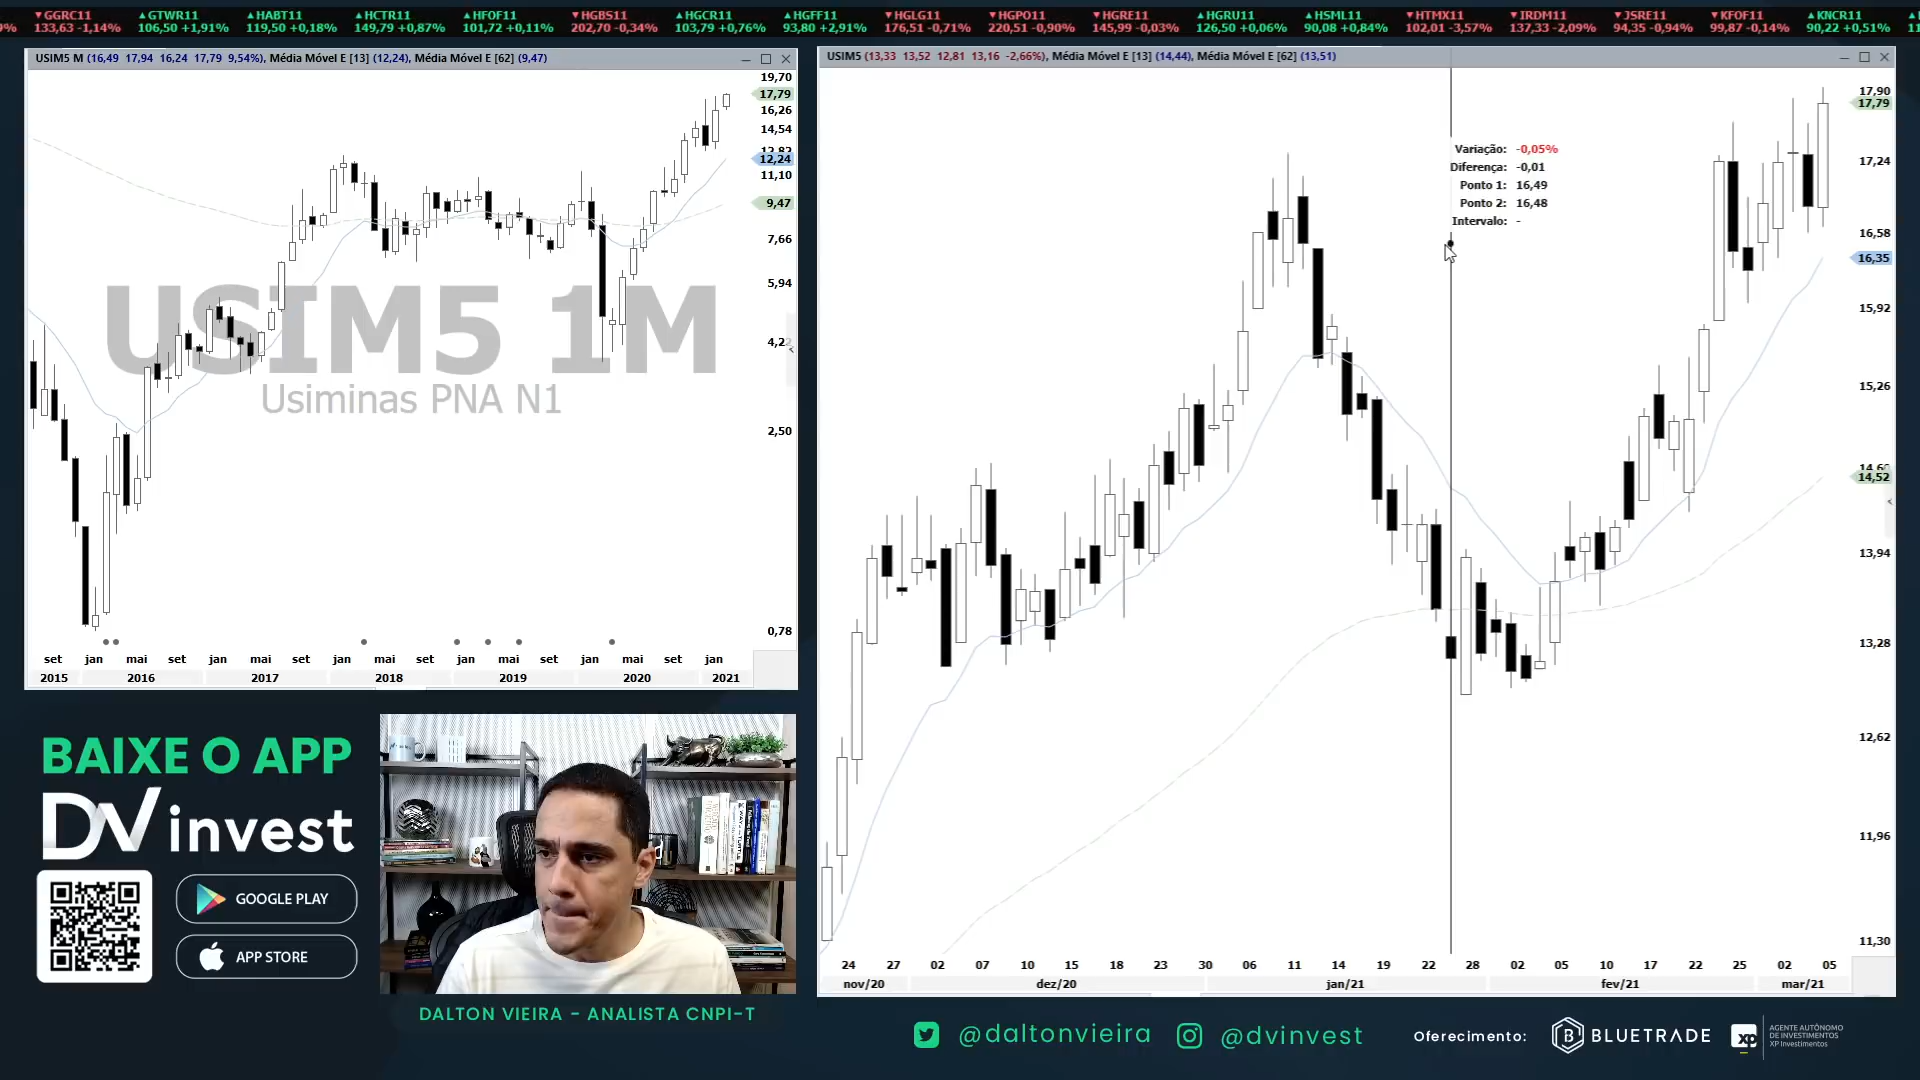 GGRC11 GTWR11 HABT11 HCTR11 HFOF11 HGBS11 HGCR11 HGFF11 HGLG11 HGPO11 HGRE11 HGRU11 HSML11 HTMX11 IRDM11 JSRE11 KFOF11 KNCR11
133,63 -1,14% 106,50 +1,91% 119,50 +0,18% 149,79 +0,87% 101,72 +0,11% 202,70 -0,34% 103,79 +0,76% 93,80 +2,91% 176,51 -0,71% 220,51 -0,90% 145,99 -0,03% 126,50 +0,06% 90,08 +0,84% 102,01 -3,57% 137,33 -2,09% 94,35 -0,94% 99,87 -0,14% 90,22 +0,51%
USIM5 M (16,49 17,94 16,24 17,79 9,54%), Média Móvel E [13] (12,24), Média Móvel E [62] (9,47)
19,70
17,79
16,26
14,54
12,82
12,24
11,10
9,47
7,66
5,94
4,22
2,50
0,78
USIM5 1M
Usiminas PNA N1
set jan mai set jan mai set jan mai set jan mai set jan mai set jan
2015 2016 2017 2018 2019 2020 2021
USIM5 (13,33 13,52 12,81 13,16 -2,66%), Média Móvel E [13] (14,44), Média Móvel E [62] (13,51)
Variação: -0,05%
Diferença: -0,01
Ponto 1: 16,49
Ponto 2: 16,48
Intervalo: -
17,90
17,79
17,24
16,58
16,35
15,92
15,26
14,60
14,52
13,94
13,28
12,62
11,96
11,30
24 27 02 07 10 15 18 23 30 06 11 14 19 22 28 02 05 10 17 22 25 02 05
nov/20 dez/20 jan/21 fev/21 mar/21
BAIXE O APP
DV invest
GOOGLE PLAY
APP STORE
DALTON VIEIRA - ANALISTA CNPI-T
@daltonvieira @dvinvest
Oferecimento:
BLUETRADE
xp
AGENTE AUTÔNOMO
DE INVESTIMENTOS
XP Investimentos